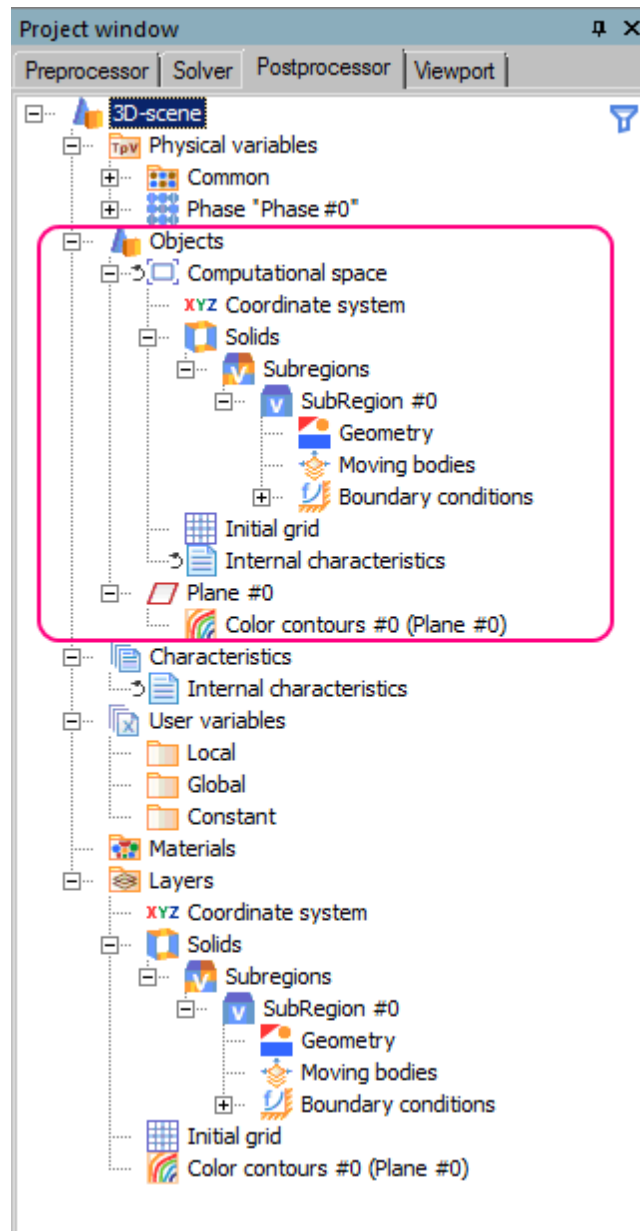 Project window
Preprocessor Solver Postprocessor Viewport
3D-scene
TpV Physical variables
Common
Phase "Phase #0"
Objects
Computational space
XYZ Coordinate system
Solids
V Subregions
V SubRegion #0
Geometry
Moving bodies
Boundary conditions
Initial grid
Internal characteristics
Plane #0
Color contours #0 (Plane #0)
Characteristics
Internal characteristics
X User variables
Local
Global
Constant
Materials
Layers
XYZ Coordinate system
Solids
V Subregions
V SubRegion #0
Geometry
Moving bodies
Boundary conditions
Initial grid
Color contours #0 (Plane #0)